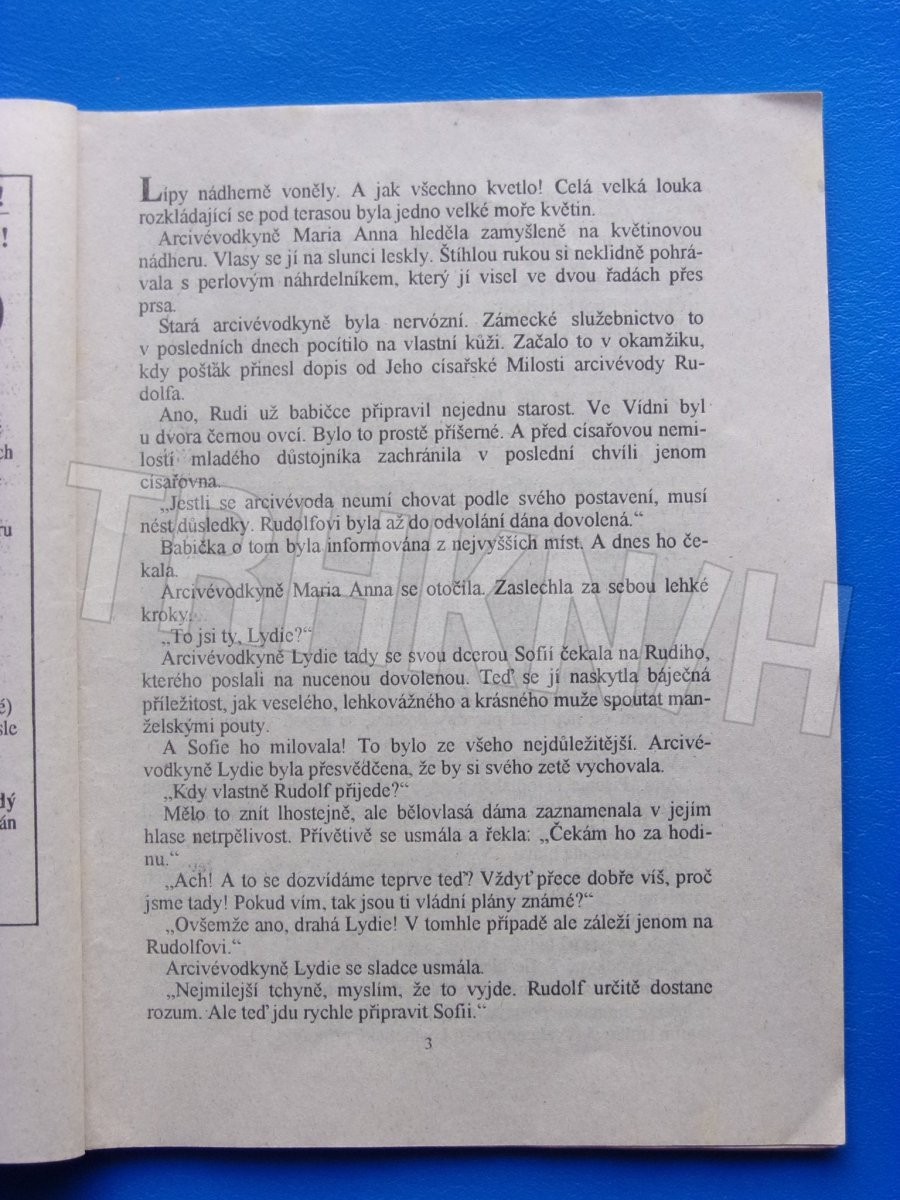 !
!
ch
ru
é)
sle
dý
án
Lípy nádherně voněly. A jak všechno kvetlo! Celá velká louka
rozkládající se pod terasou byla jedno velké moře květin.
Arcivévodkyně Maria Anna hleděla zamyšleně na květinovou
nádheru. Vlasy se jí na slunci leskly. Štíhlou rukou si neklidně pohrá-
vala s perlovým náhrdelníkem, který jí visel ve dvou řadách přes
prsa.
Stará arcivévodkyně byla nervózní. Zámecké služebnictvo to
v posledních dnech pocítilo na vlastní kůži. Začalo to v okamžiku,
kdy pošťák přinesl dopis od Jeho císařské Milosti arcivévody Ru-
dolfa.
Ano, Rudi už babičce připravil nejednu starost. Ve Vídni byl
u dvora černou ovcí. Bylo to prostě příšerné. A před císařovou nemi-
lostí mladého důstojníka zachránila v poslední chvíli jenom
císařovna.
„Jestli se arcivévoda neumí chovat podle svého postavení, musí
nést důsledky. Rudolfovi byla až do odvolání dána dovolená.“
Babička o tom byla informována z nejvyšších míst. A dnes ho če-
kala.
Arcivévodkyně Maria Anna se otočila. Zaslechla za sebou lehké
kroky.
„To jsi ty, Lydie?“
Arcivévodkyně Lydie tady se svou dcerou Sofií čekala na Rudiho,
kterého poslali na nucenou dovolenou. Teď se jí naskytla báječná
příležitost, jak veselého, lehkovážného a krásného muže spoutat man-
želskými pouty.
A Sofie ho milovala! To bylo ze všeho nejdůležitější. Arcivé-
vodkyně Lydie byla přesvědčena, že by si svého zetě vychovala.
„Kdy vlastně Rudolf přijede?“
Mělo to znít lhostejně, ale bělovlasá dáma zaznamenala v jejím
hlase netrpělivost. Přívětivě se usmála a řekla: „Čekám ho za hodi-
nu.“
„Ach! A to se dozvídáme teprve teď? Vždyť přece dobře víš, proč
jsme tady! Pokud vím, tak jsou ti vládní plány známé?“
„Ovšemže ano, drahá Lydie! V tomhle případě ale záleží jenom na
Rudolfovi.“
Arcivévodkyně Lydie se sladce usmála.
„Nejmilejší tchyně, myslím, že to vyjde. Rudolf určitě dostane
rozum. Ale teď jdu rychle připravit Sofii.“
3
TRHKNIH